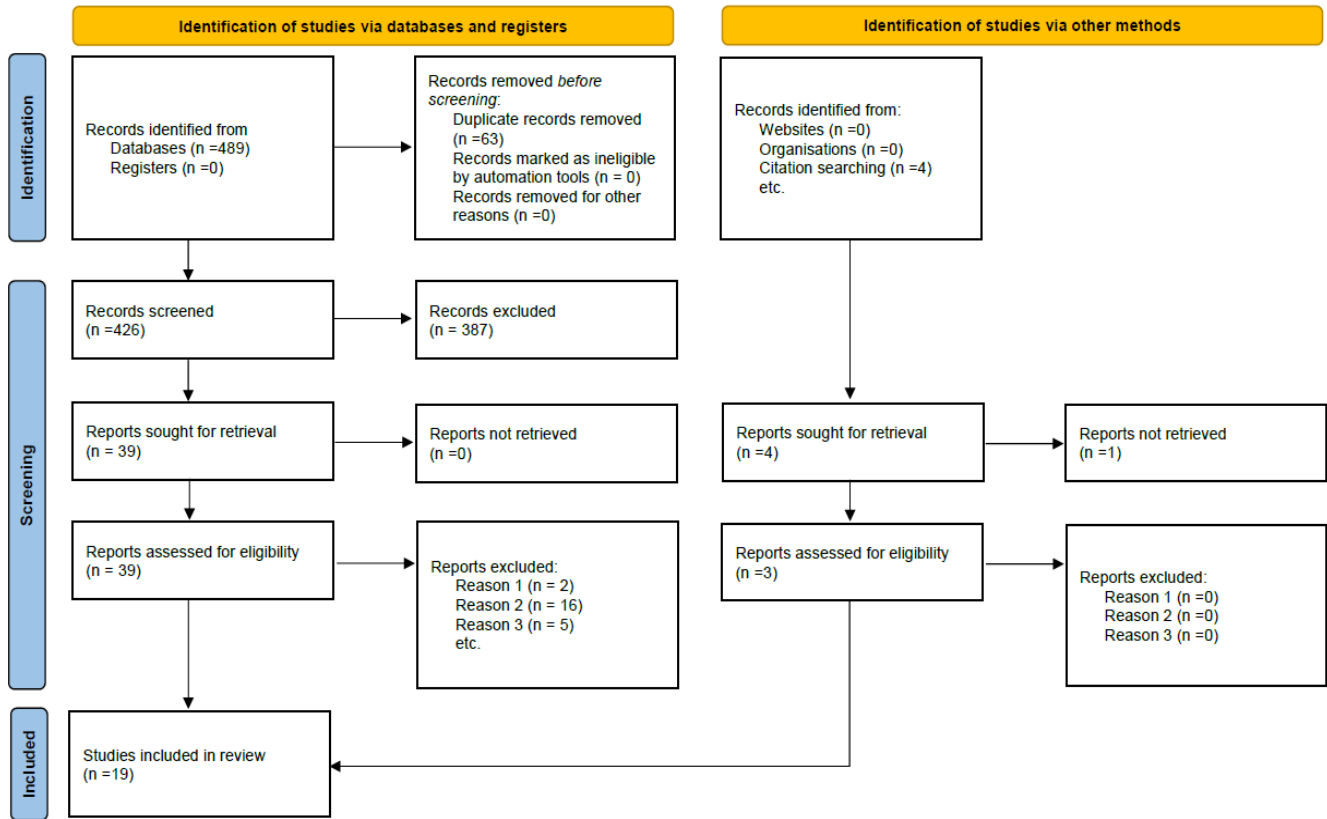 Identification of studies via databases and registers
Identification of studies via other methods
Identification
Records identified from
Databases (n =489)
Registers (n =0)
Records removed before
screening:
Duplicate records removed
(n =63)
Records marked as ineligible
by automation tools (n = 0)
Records removed for other
reasons (n =0)
Records identified from:
Websites (n =0)
Organisations (n =0)
Citation searching (n =4)
etc.
Screening
Records screened
(n =426)
Records excluded
(n = 387)
Reports sought for retrieval
(n = 39)
Reports not retrieved
(n =0)
Reports sought for retrieval
(n =4)
Reports not retrieved
(n =1)
Reports assessed for eligibility
(n = 39)
Reports excluded:
Reason 1 (n = 2)
Reason 2 (n = 16)
Reason 3 (n = 5)
etc.
Reports assessed for eligibility
(n =3)
Reports excluded:
Reason 1 (n =0)
Reason 2 (n =0)
Reason 3 (n =0)
Included
Studies included in review
(n =19)